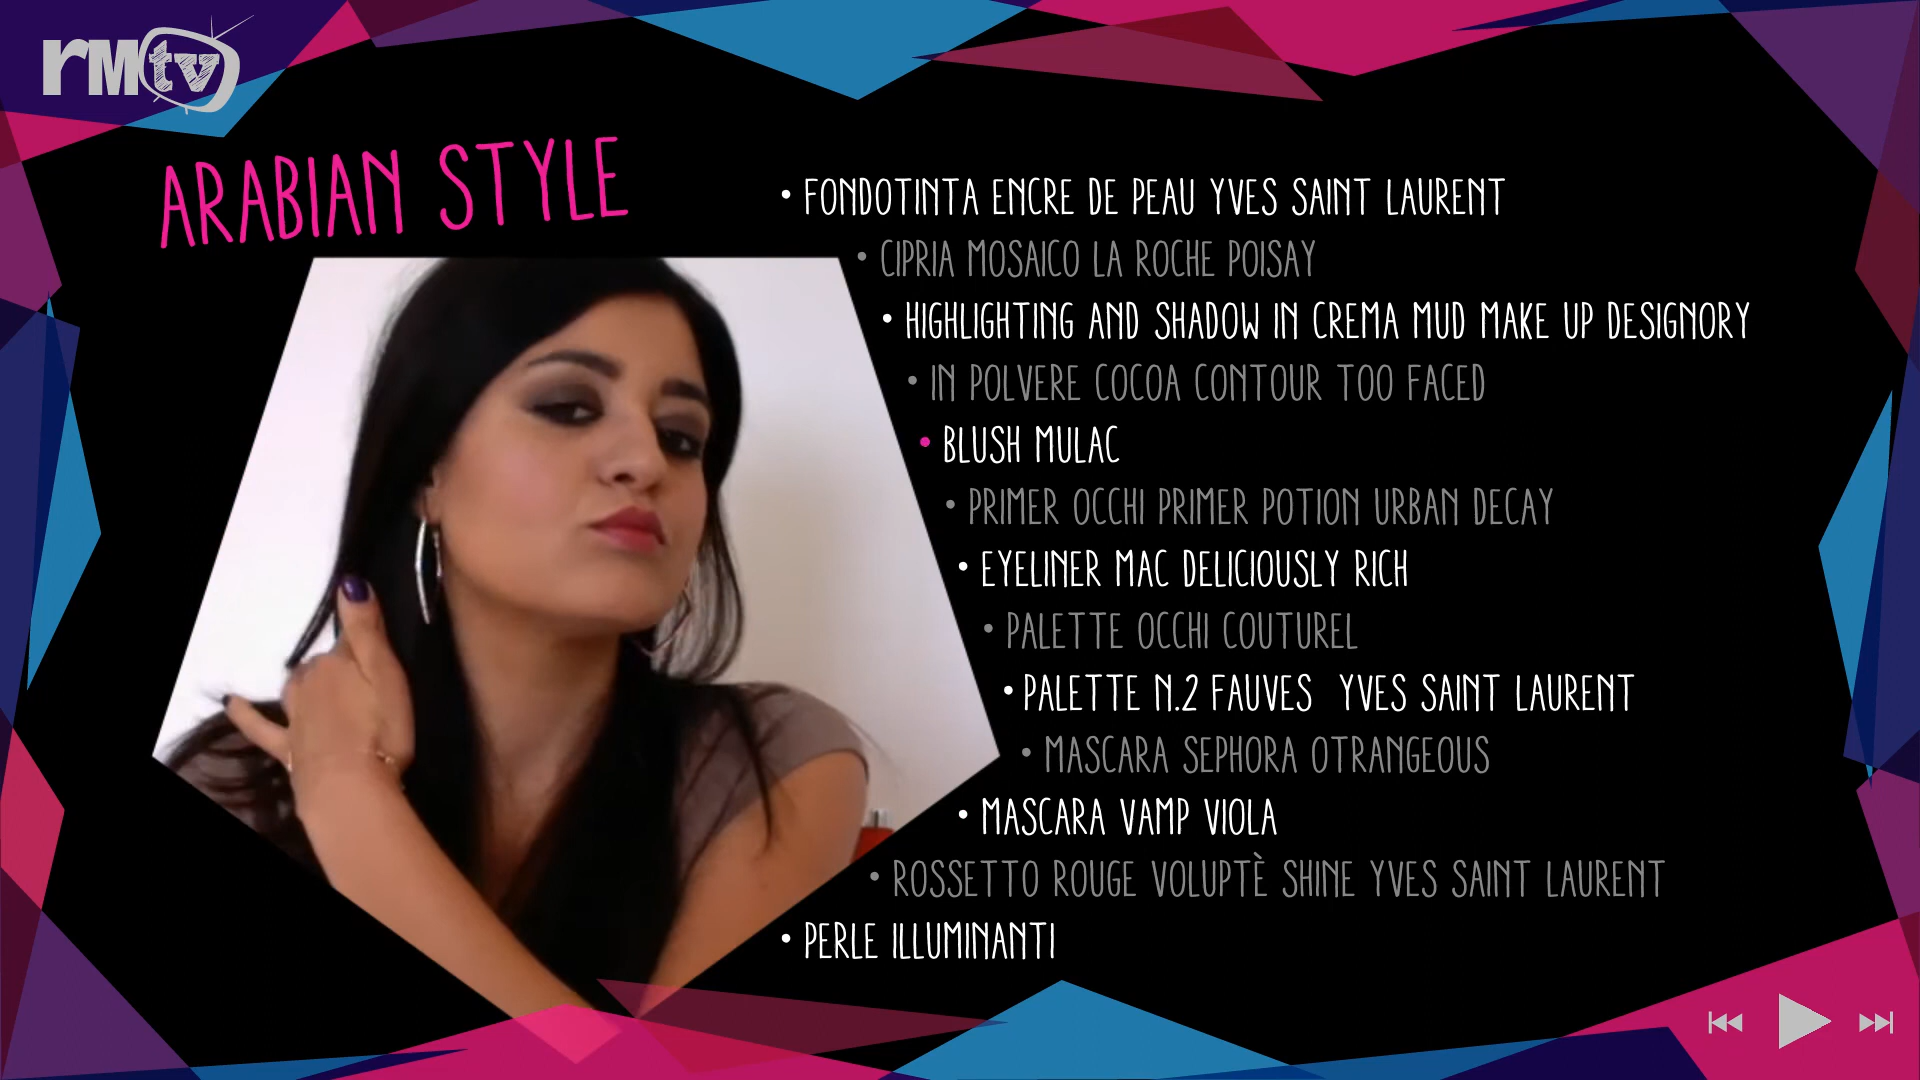 rmtv
ARABIAN STYLE
• FONDOTINTA ENCRE DE PEAU YVES SAINT LAURENT
• CIPRIA MOSAICO LA ROCHE POISAY
• HIGHLIGHTING AND SHADOW IN CREMA MUD MAKE UP DESIGNORY
• IN POLVERE COCOA CONTOUR TOO FACED
• BLUSH MULAC
• PRIMER OCCHI PRIMER POTION URBAN DECAY
• EYELINER MAC DELICIOUSLY RICH
• PALETTE OCCHI COUTUREL
• PALETTE N.2 FAUVES YVES SAINT LAURENT
• MASCARA SEPHORA OTRANGEOUS
• MASCARA VAMP VIOLA
• ROSSETTO ROUGE VOLUPTÈ SHINE YVES SAINT LAURENT
• PERLE ILLUMINANTI